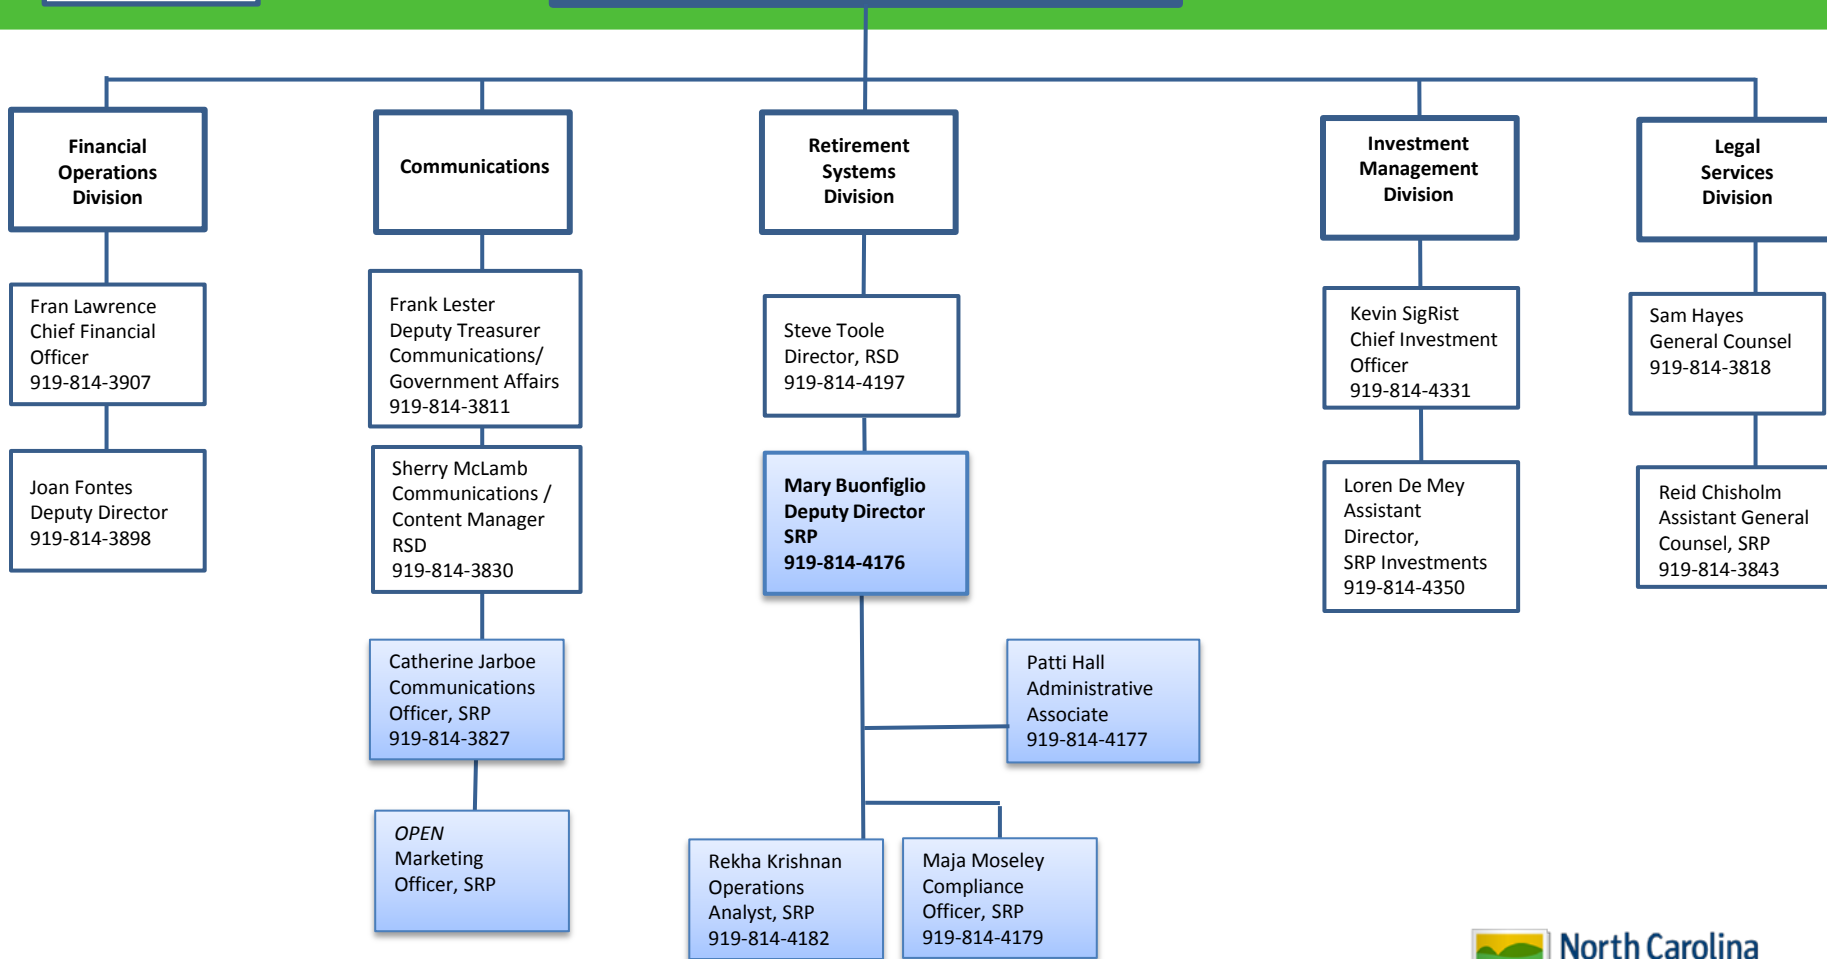 Financial
Operations
Division
Communications
Retirement
Systems
Division
Investment
Management
Division
Legal
Services
Division
Fran Lawrence
Chief Financial
Officer
919-814-3907
Frank Lester
Deputy Treasurer
Communications/
Government Affairs
919-814-3811
Steve Toole
Director, RSD
919-814-4197
Kevin SigRist
Chief Investment
Officer
919-814-4331
Sam Hayes
General Counsel
919-814-3818
Joan Fontes
Deputy Director
919-814-3898
Sherry McLamb
Communications /
Content Manager
RSD
919-814-3830
Mary Buonfiglio
Deputy Director
SRP
919-814-4176
Loren De Mey
Assistant
Director,
SRP Investments
919-814-4350
Reid Chisholm
Assistant General
Counsel, SRP
919-814-3843
Catherine Jarboe
Communications
Officer, SRP
919-814-3827
Patti Hall
Administrative
Associate
919-814-4177
OPEN
Marketing
Officer, SRP
Rekha Krishnan
Operations
Analyst, SRP
919-814-4182
Maja Moseley
Compliance
Officer, SRP
919-814-4179
North Carolina